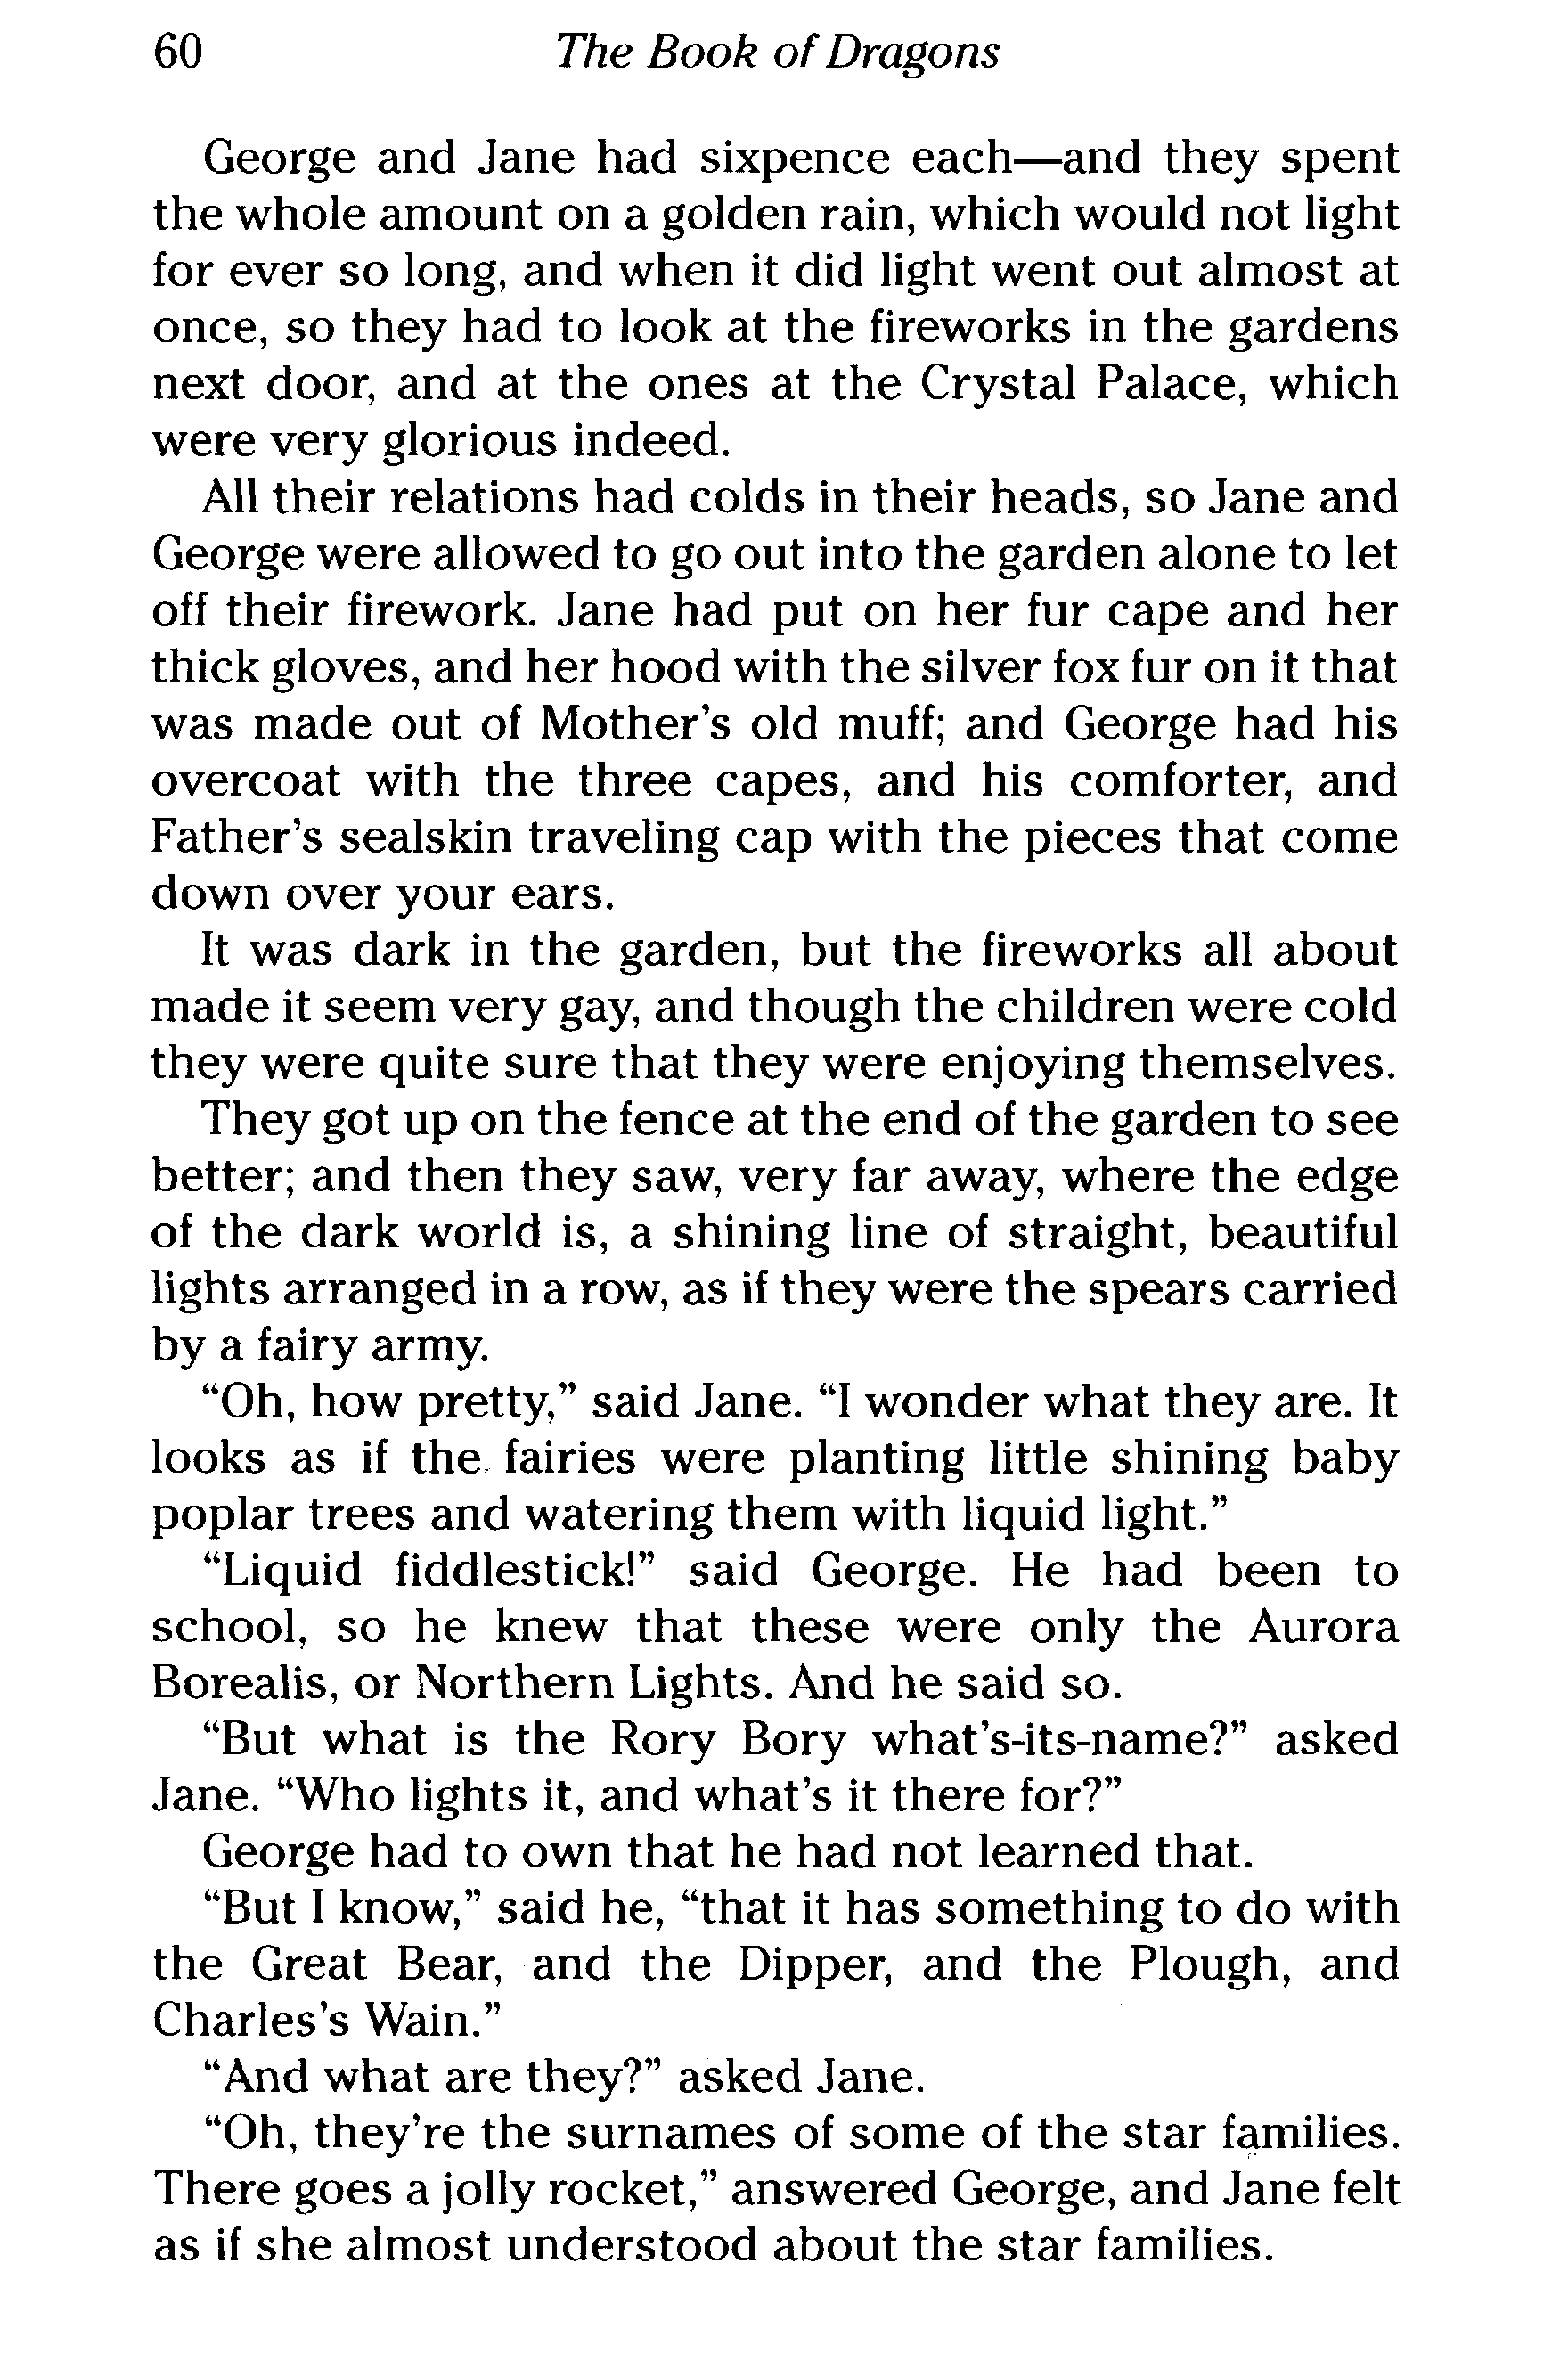 60 The Book of Dragons
George and Jane had sixpence each—and they spent
the whole amount on a golden rain, which would not light
for ever so long, and when it did light went out almost at
once, so they had to look at the fireworks in the gardens
next door, and at the ones at the Crystal Palace, which
were very glorious indeed.
All their relations had colds in their heads, so Jane and
George were allowed to go out into the garden alone to let
off their firework. Jane had put on her fur cape and her
thick gloves, and her hood with the silver fox fur on it that
was made out of Mother's old muff; and George had his
overcoat with the three capes, and his comforter, and
Father's sealskin traveling cap with the pieces that come
down over your ears.
It was dark in the garden, but the fireworks all about
made it seem very gay, and though the children were cold
they were quite sure that they were enjoying themselves.
They got up on the fence at the end of the garden to see
better; and then they saw, very far away, where the edge
of the dark world is, a shining line of straight, beautiful
lights arranged in a row, as if they were the spears carried
by a fairy army.
“Oh, how pretty,” said Jane. “I wonder what they are. It
looks as if the fairies were planting little shining baby
poplar trees and watering them with liquid light.”
“Liquid fiddlestick!” said George. He had been to
school, so he knew that these were only the Aurora
Borealis, or Northern Lights. And he said so.
“But what is the Rory Bory what's-its-name?” asked
Jane. “Who lights it, and what's it there for?”
George had to own that he had not learned that.
“But I know,” said he, “that it has something to do with
the Great Bear, and the Dipper, and the Plough, and
Charles's Wain.”
“And what are they?” asked Jane.
“Oh, they're the surnames of some of the star families.
There goes a jolly rocket,” answered George, and Jane felt
as if she almost understood about the star families.